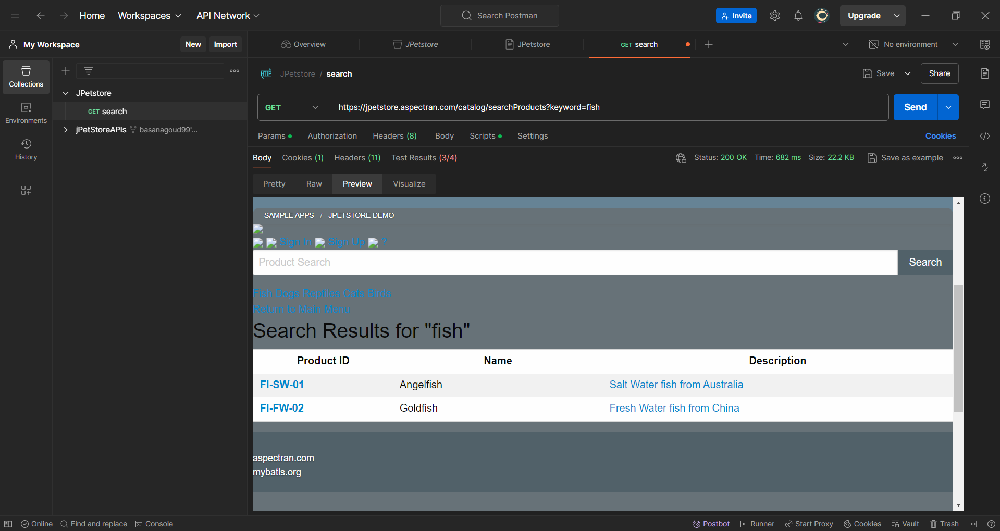 Home Workspaces API Network Search Postman Invite Upgrade
My Workspace New Import Overview JPetstore JPetstore GET search No environment
Collections
Environments
History
JPetstore
GET search
jPetStoreAPIs basanagoud99'...
HTTP JPetstore / search Save Share
GET https://jpetstore.aspectran.com/catalog/searchProducts?keyword=fish Send
Params Authorization Headers (8) Body Scripts Settings Cookies
Body Cookies (1) Headers (11) Test Results (3/4) Status: 200 OK Time: 682 ms Size: 22.2 KB Save as example
Pretty Raw Preview Visualize
SAMPLE APPS / JPETSTORE DEMO
Sign In Sign Up ?
Product Search Search
Fish Dogs Reptiles Cats Birds
Return to Main Menu
Search Results for "fish"
Product ID Name Description
FI-SW-01 Angelfish Salt Water fish from Australia
FI-FW-02 Goldfish Fresh Water fish from China
aspectran.com
mybatis.org
Online Find and replace Console Postbot Runner Start Proxy Cookies Vault Trash